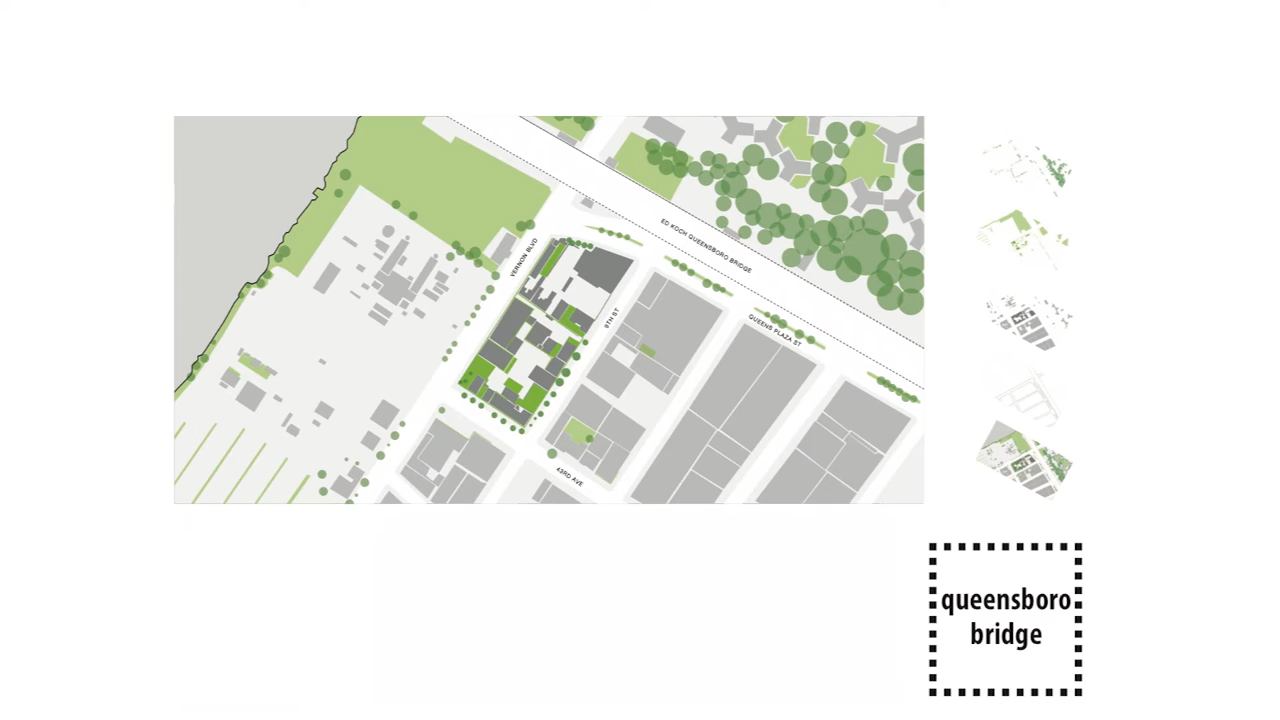 ED KOCH QUEENSBORO BRIDGE
VERNON BLVD
9TH ST
QUEENS PLAZA ST
43RD AVE
queensboro
bridge